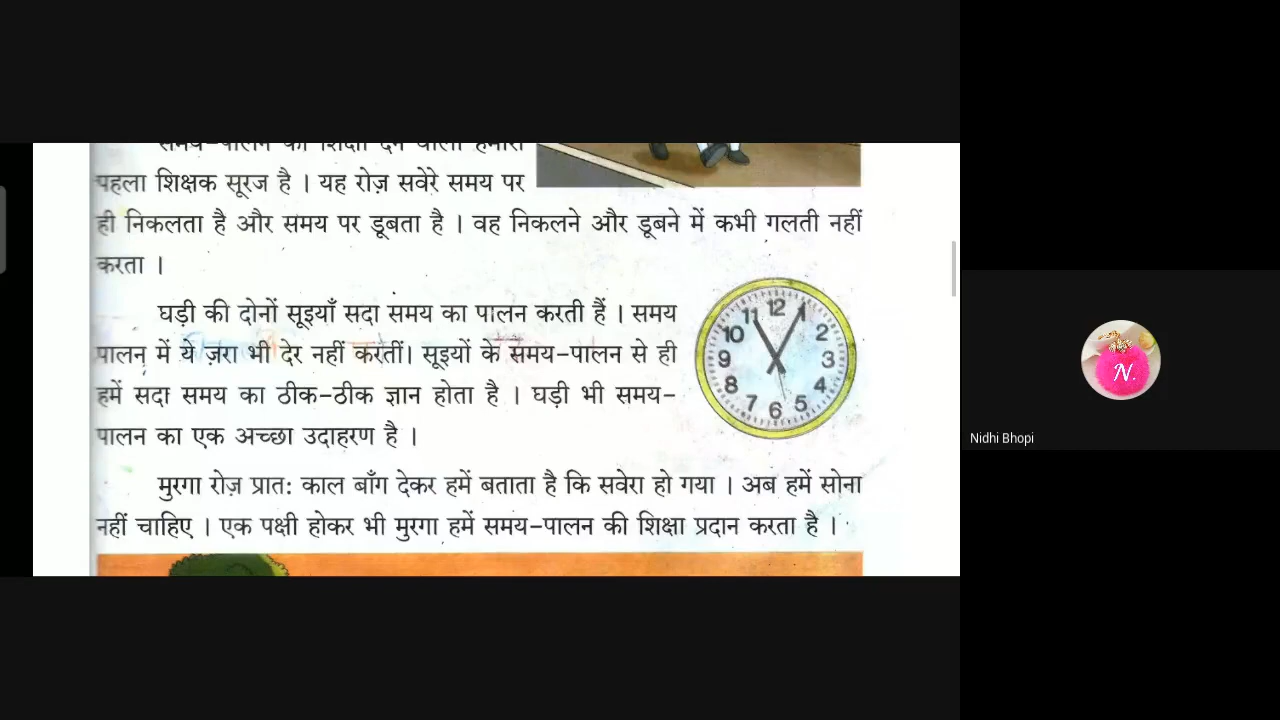 समय-पालन की शिक्षा देने वाला हमारा
पहला शिक्षक सूरज है । यह रोज़ सवेरे समय पर
ही निकलता है और समय पर डूबता है । वह निकलने और डूबने में कभी गलती नहीं
करता ।
घड़ी की दोनों सूइयाँ सदा समय का पालन करती हैं । समय
पालन में ये ज़रा भी देर नहीं करतीं। सूइयों के समय-पालन से ही
हमें सदा समय का ठीक-ठीक ज्ञान होता है । घड़ी भी समय-
पालन का एक अच्छा उदाहरण है ।
12
11 1
10 2
9 3
8 4
7 5
6
मुरगा रोज़ प्रातः काल बाँग देकर हमें बताता है कि सवेरा हो गया । अब हमें सोना
नहीं चाहिए । एक पक्षी होकर भी मुरगा हमें समय-पालन की शिक्षा प्रदान करता है ।
N.
Nidhi Bhopi